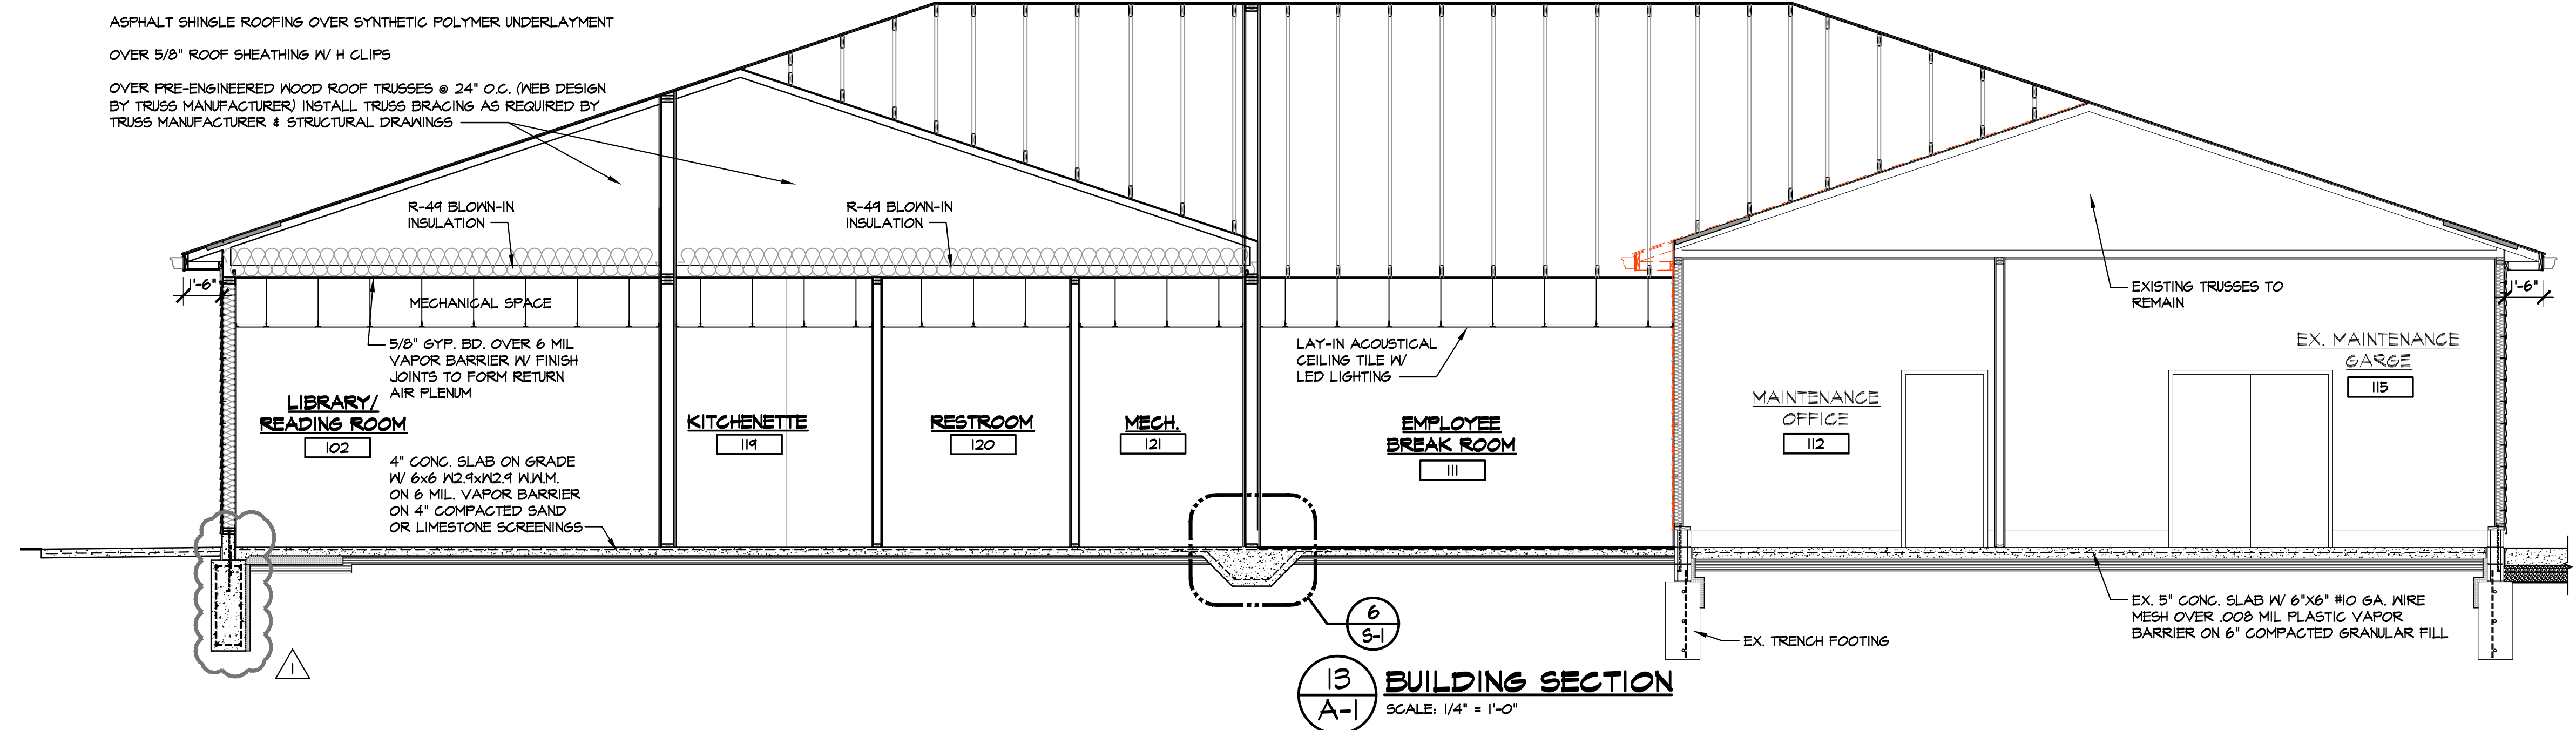 ASPHALT SHINGLE ROOFING OVER SYNTHETIC POLYMER UNDERLAYMENT
OVER 5/8" ROOF SHEATHING W/ H CLIPS
OVER PRE-ENGINEERED WOOD ROOF TRUSSES @ 24" O.C. (WEB DESIGN
BY TRUSS MANUFACTURER) INSTALL TRUSS BRACING AS REQUIRED BY
TRUSS MANUFACTURER & STRUCTURAL DRAWINGS
R-49 BLOWN-IN
INSULATION
R-49 BLOWN-IN
INSULATION
1'-6"
MECHANICAL SPACE
5/8" GYP. BD. OVER 6 MIL
VAPOR BARRIER W/ FINISH
JOINTS TO FORM RETURN
AIR PLENUM
LIBRARY/
READING ROOM
102
4" CONC. SLAB ON GRADE
W/ 6x6 W2.9xW2.9 W.W.M.
ON 6 MIL. VAPOR BARRIER
ON 4" COMPACTED SAND
OR LIMESTONE SCREENINGS
KITCHENETTE
119
RESTROOM
120
MECH.
121
LAY-IN ACOUSTICAL
CEILING TILE W/
LED LIGHTING
EMPLOYEE
BREAK ROOM
111
MAINTENANCE
OFFICE
112
EXISTING TRUSSES TO
REMAIN
1'-6"
EX. MAINTENANCE
GARGE
115
EX. 5" CONC. SLAB W/ 6"X6" #10 GA. WIRE
MESH OVER .008 MIL PLASTIC VAPOR
BARRIER ON 6" COMPACTED GRANULAR FILL
EX. TRENCH FOOTING
1
6
S-1
13
A-1
BUILDING SECTION
SCALE: 1/4" = 1'-0"